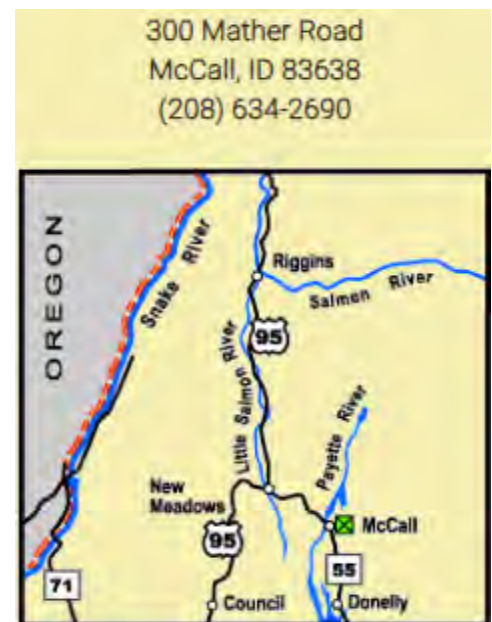 300 Mather Road
McCall, ID 83638
(208) 634-2690
OREGON
Snake River
Riggins
Salmon River
95
Little Salmon River
Payette River
New
Meadows
McCall
95
55
71
Council
Donelly